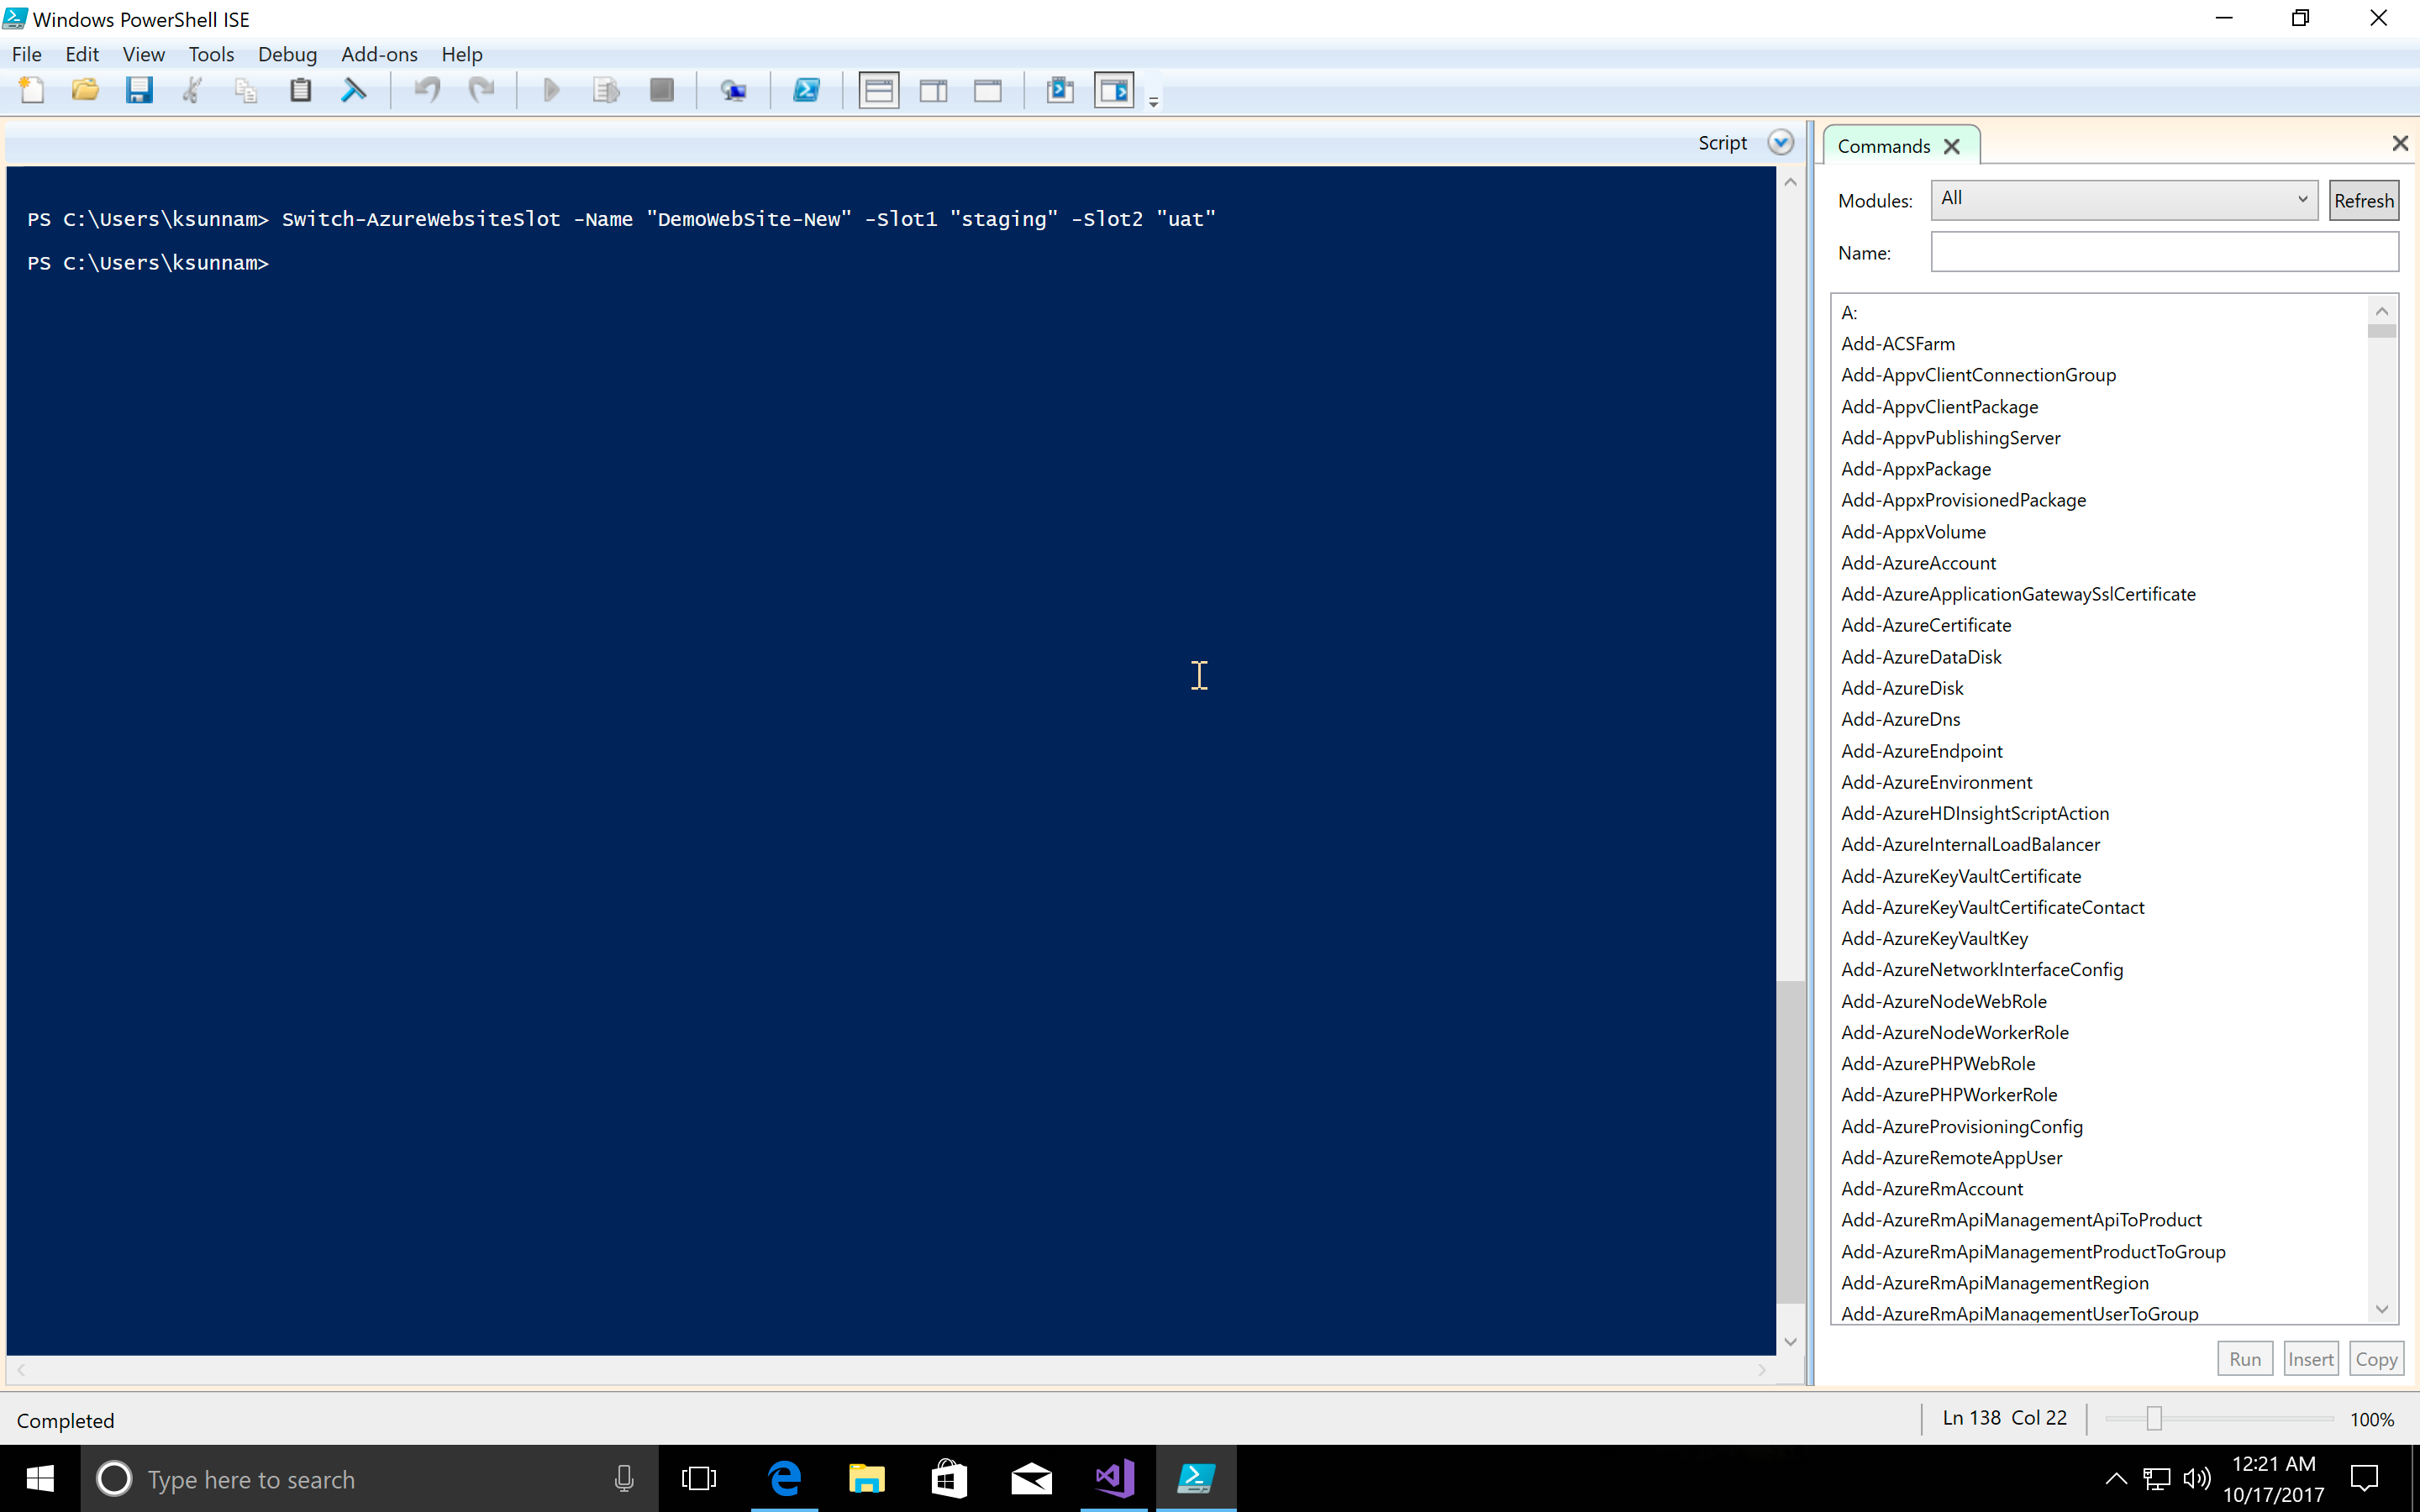 Windows PowerShell ISE
File Edit View Tools Debug Add-ons Help
Script
PS C:\Users\ksunnam> Switch-AzureWebsiteSlot -Name "DemoWebSite-New" -Slot1 "staging" -Slot2 "uat"
PS C:\Users\ksunnam>
Commands
Modules: All Refresh
Name:
A:
Add-ACSFarm
Add-AppvClientConnectionGroup
Add-AppvClientPackage
Add-AppvPublishingServer
Add-AppxPackage
Add-AppxProvisionedPackage
Add-AppxVolume
Add-AzureAccount
Add-AzureApplicationGatewaySslCertificate
Add-AzureCertificate
Add-AzureDataDisk
Add-AzureDisk
Add-AzureDns
Add-AzureEndpoint
Add-AzureEnvironment
Add-AzureHDInsightScriptAction
Add-AzureInternalLoadBalancer
Add-AzureKeyVaultCertificate
Add-AzureKeyVaultCertificateContact
Add-AzureKeyVaultKey
Add-AzureNetworkInterfaceConfig
Add-AzureNodeWebRole
Add-AzureNodeWorkerRole
Add-AzurePHPWebRole
Add-AzurePHPWorkerRole
Add-AzureProvisioningConfig
Add-AzureRemoteAppUser
Add-AzureRmAccount
Add-AzureRmApiManagementApiToProduct
Add-AzureRmApiManagementProductToGroup
Add-AzureRmApiManagementRegion
Add-AzureRmApiManagementUserToGroup
Run Insert Copy
Completed
Ln 138 Col 22
100%
Type here to search
12:21 AM
10/17/2017